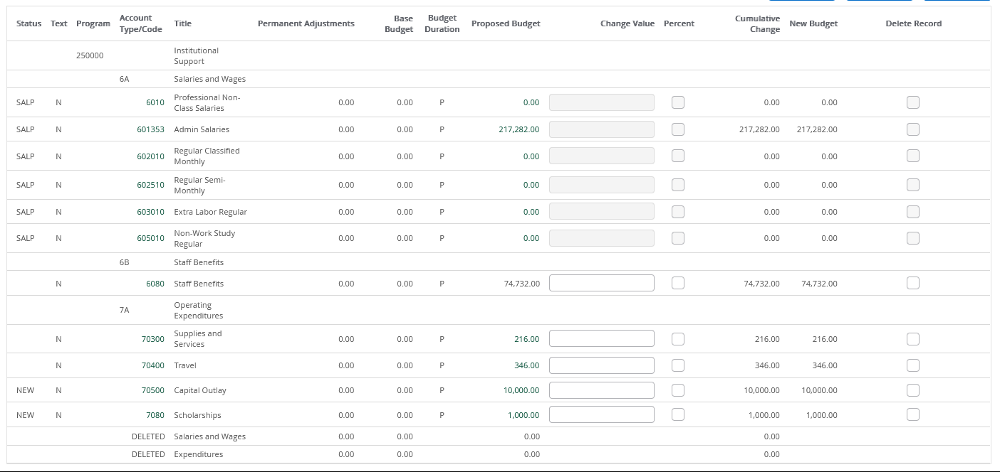 Status Text Program Account Type/Code Title Permanent Adjustments Base Budget Budget Duration Proposed Budget Change Value Percent Cumulative Change New Budget Delete Record
250000 Institutional Support
6A Salaries and Wages
SALP N 6010 Professional Non-Class Salaries 0.00 0.00 P 0.00 0.00 0.00
SALP N 601353 Admin Salaries 0.00 0.00 P 217,282.00 217,282.00 217,282.00
SALP N 602010 Regular Classified Monthly 0.00 0.00 P 0.00 0.00 0.00
SALP N 602510 Regular Semi-Monthly 0.00 0.00 P 0.00 0.00 0.00
SALP N 603010 Extra Labor Regular 0.00 0.00 P 0.00 0.00 0.00
SALP N 605010 Non-Work Study Regular 0.00 0.00 P 0.00 0.00 0.00
6B Staff Benefits
N 6080 Staff Benefits 0.00 0.00 P 74,732.00 74,732.00 74,732.00
7A Operating Expenditures
N 70300 Supplies and Services 0.00 0.00 P 216.00 216.00 216.00
N 70400 Travel 0.00 0.00 P 346.00 346.00 346.00
NEW N 70500 Capital Outlay 0.00 0.00 P 10,000.00 10,000.00 10,000.00
NEW N 7080 Scholarships 0.00 0.00 P 1,000.00 1,000.00 1,000.00
DELETED Salaries and Wages 0.00 0.00 0.00 0.00
DELETED Expenditures 0.00 0.00 0.00 0.00